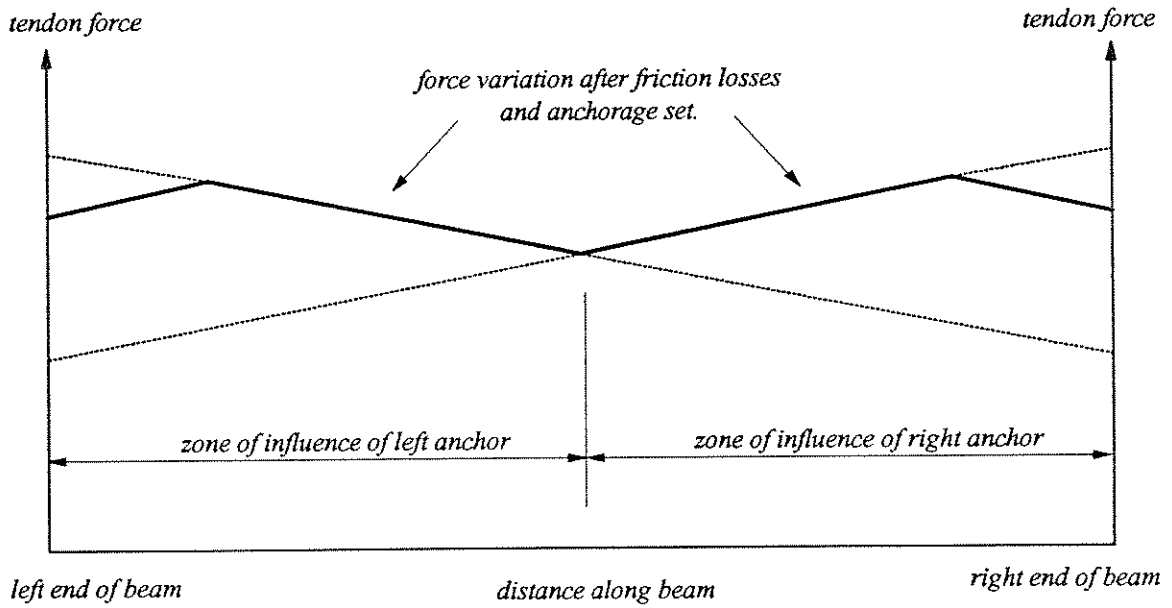 tendon force
tendon force
force variation after friction losses
and anchorage set.
zone of influence of left anchor
zone of influence of right anchor
left end of beam
distance along beam
right end of beam